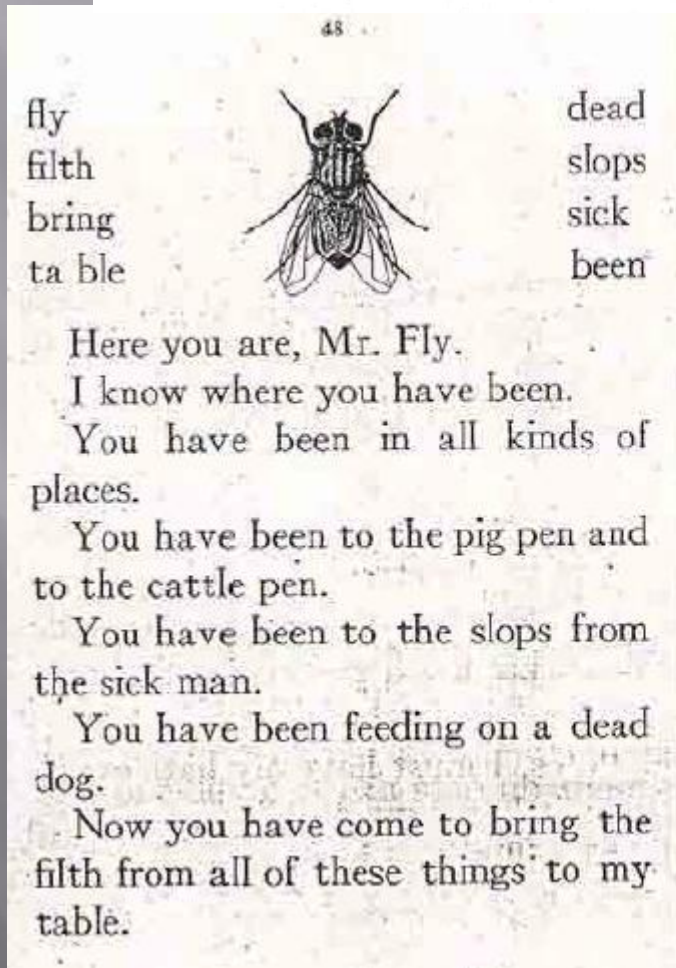 48
fly
filth
bring
ta ble
dead
slops
sick
been
Here you are, Mr. Fly.
I know where you have been.
You have been in all kinds of
places.
You have been to the pig pen and
to the cattle pen.
You have been to the slops from
the sick man.
You have been feeding on a dead
dog.
Now you have come to bring the
filth from all of these things to my
table.